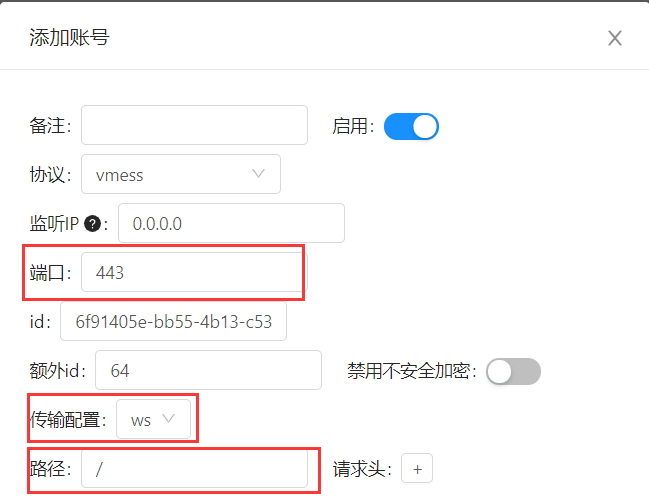 添加账号
备注: 启用:
协议: vmess
监听IP ? : 0.0.0.0
端口: 443
id: 6f91405e-bb55-4b13-c53
额外id: 64 禁用不安全加密:
传输配置: ws
路径: / 请求头: +